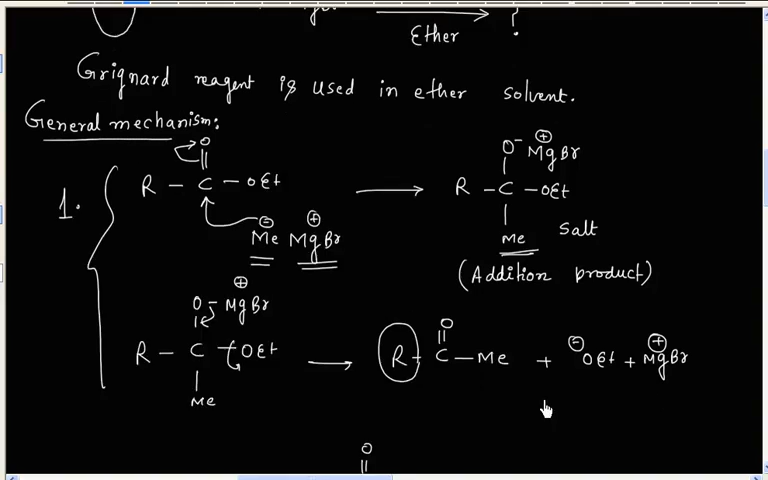 Ether ?
Grignard reagent is used in ether solvent.
General mechanism:
1.
O
R - C - OEt
⊖ ⊕
Me MgBr
⊕
O⁻ MgBr
R - C - OEt
Me
Salt
(Addition product)
⊕
O - MgBr
R - C - OEt
Me
O
R - C - Me + ⊖OEt + ⊕MgBr
O